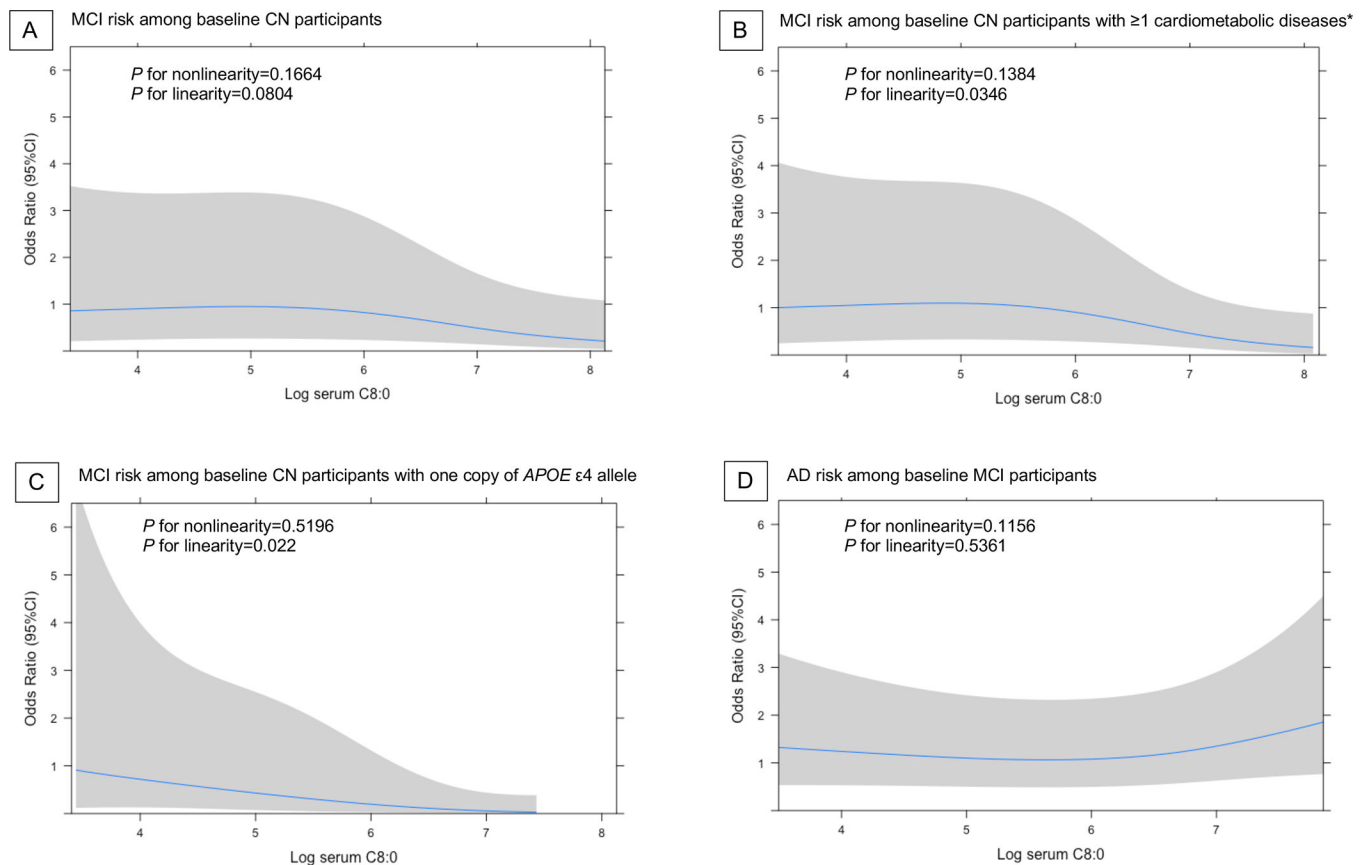 A
MCI risk among baseline CN participants
P for nonlinearity=0.1664
P for linearity=0.0804
Odds Ratio (95%CI)
6
5
4
3
2
1
3 4 5 6 7 8
Log serum C8:0
B
MCI risk among baseline CN participants with ≥1 cardiometabolic diseases*
P for nonlinearity=0.1384
P for linearity=0.0346
Odds Ratio (95%CI)
6
5
4
3
2
1
4 5 6 7 8
Log serum C8:0
C
MCI risk among baseline CN participants with one copy of APOE ε4 allele
P for nonlinearity=0.5196
P for linearity=0.022
Odds Ratio (95%CI)
6
5
4
3
2
1
4 5 6 7 8
Log serum C8:0
D
AD risk among baseline MCI participants
P for nonlinearity=0.1156
P for linearity=0.5361
Odds Ratio (95%CI)
6
5
4
3
2
1
4 5 6 7
Log serum C8:0